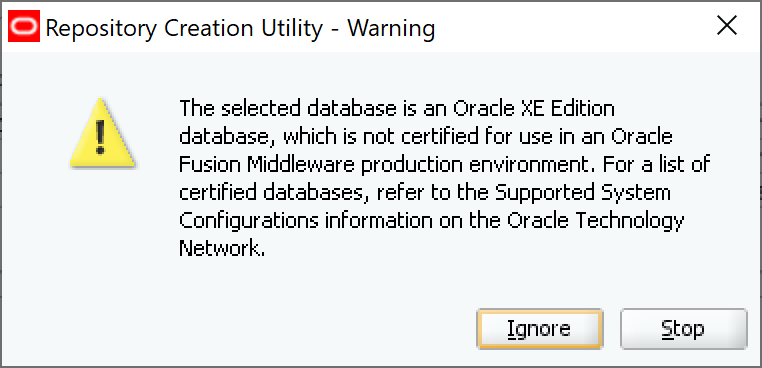 Repository Creation Utility - Warning
The selected database is an Oracle XE Edition
database, which is not certified for use in an Oracle
Fusion Middleware production environment. For a list of
certified databases, refer to the Supported System
Configurations information on the Oracle Technology
Network.
Ignore Stop